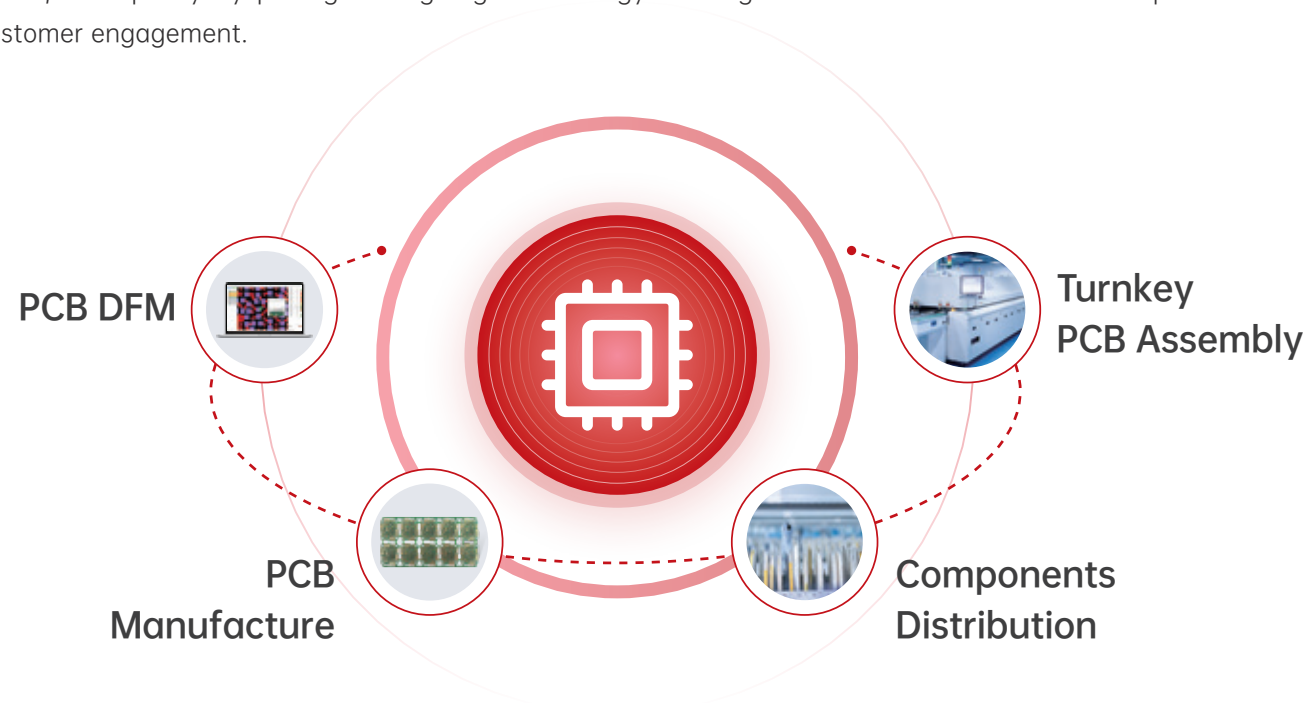 stomer engagement.
PCB DFM
Turnkey
PCB Assembly
PCB
Manufacture
Components
Distribution